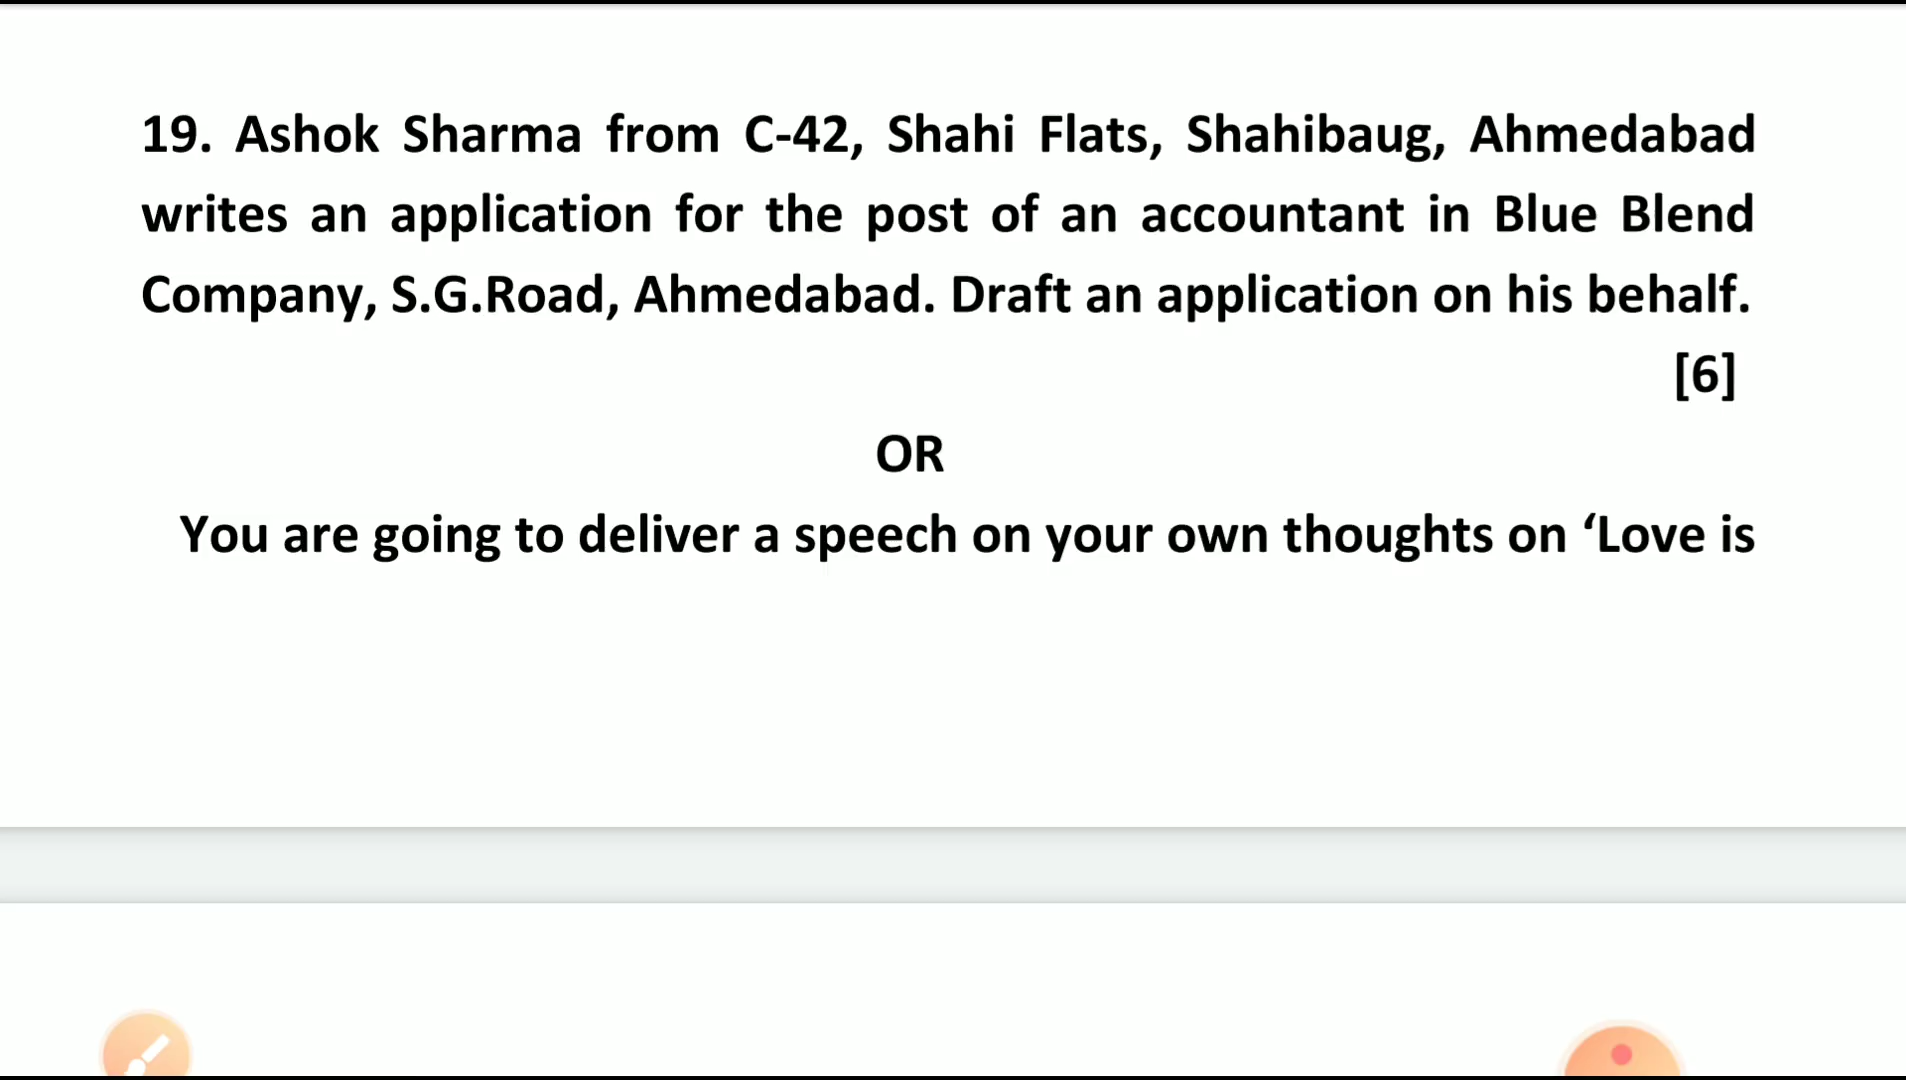 19. Ashok Sharma from C-42, Shahi Flats, Shahibaug, Ahmedabad
writes an application for the post of an accountant in Blue Blend
Company, S.G.Road, Ahmedabad. Draft an application on his behalf.
[6]
OR
You are going to deliver a speech on your own thoughts on ‘Love is